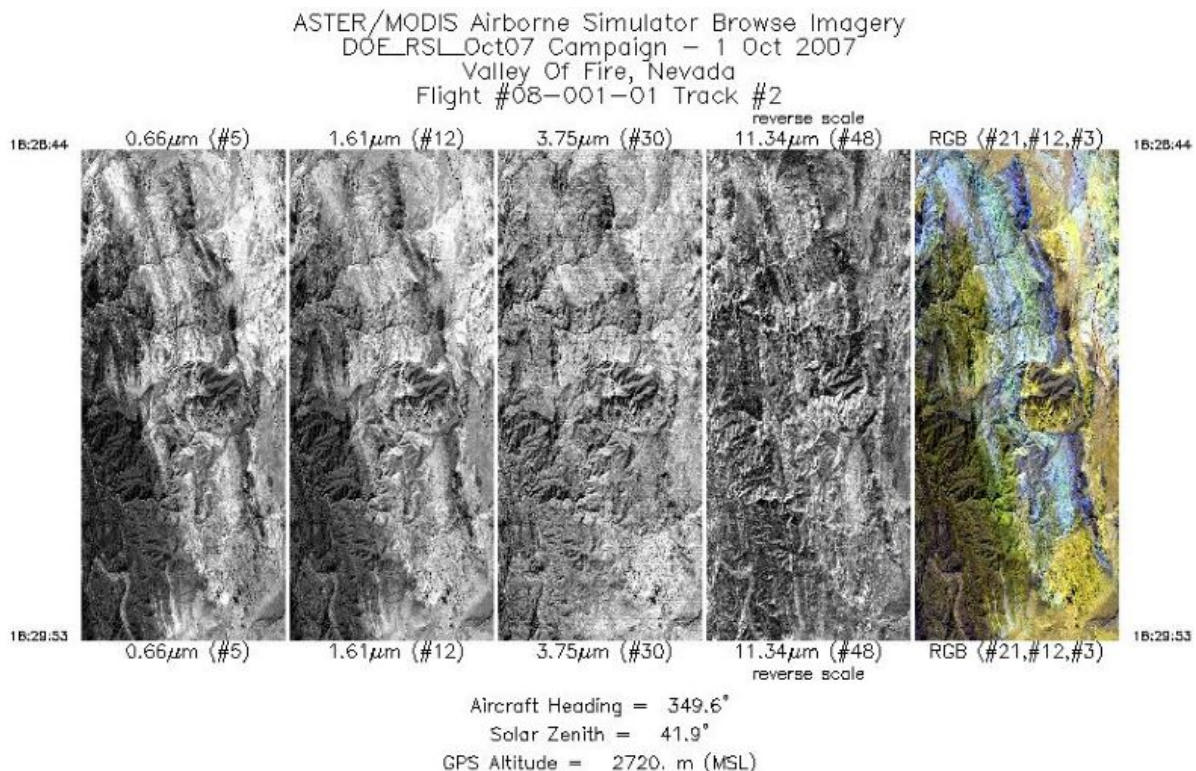 ASTER/MODIS Airborne Simulator Browse Imagery
DOE_RSL_Oct07 Campaign - 1 Oct 2007
Valley Of Fire, Nevada
Flight #08-001-01 Track #2
reverse scale
18:28:44 0.66μm (#5) 1.61μm (#12) 3.75μm (#30) 11.34μm (#48) RGB (#21,#12,#3) 18:28:44
18:29:53 0.66μm (#5) 1.61μm (#12) 3.75μm (#30) 11.34μm (#48) RGB (#21,#12,#3) 18:29:53
reverse scale
Aircraft Heading = 349.6°
Solar Zenith = 41.9°
GPS Altitude = 2720. m (MSL)